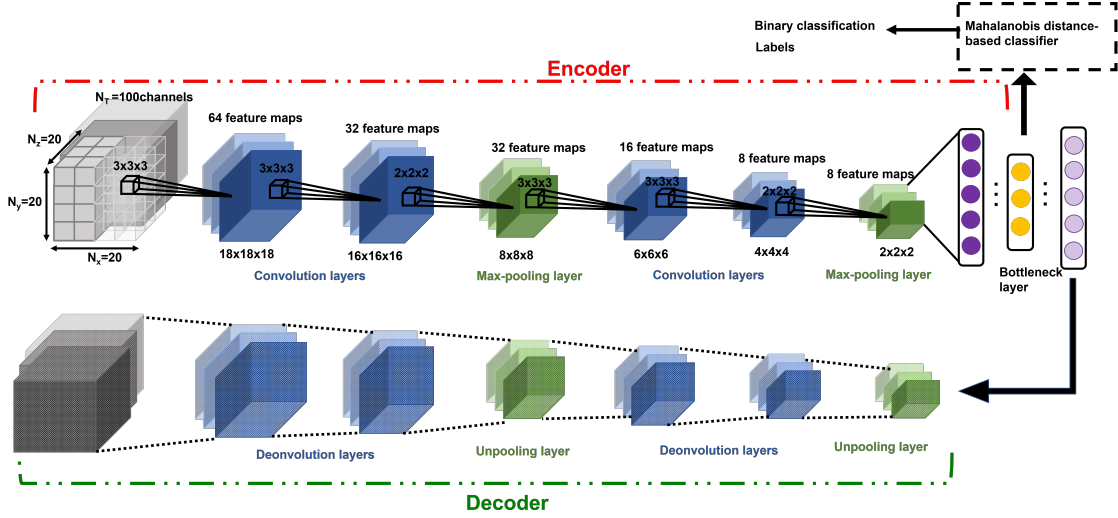 Binary classification
Labels
Mahalanobis distance-
based classifier
Encoder
N_T =100channels
N_z=20
N_y=20
N_x=20
3x3x3
64 feature maps
3x3x3
18x18x18
32 feature maps
2x2x2
16x16x16
Convolution layers
32 feature maps
3x3x3
8x8x8
Max-pooling layer
16 feature maps
3x3x3
6x6x6
8 feature maps
2x2x2
4x4x4
Convolution layers
8 feature maps
2x2x2
Max-pooling layer
Bottleneck
layer
Deonvolution layers
Unpooling layer
Deonvolution layers
Unpooling layer
Decoder